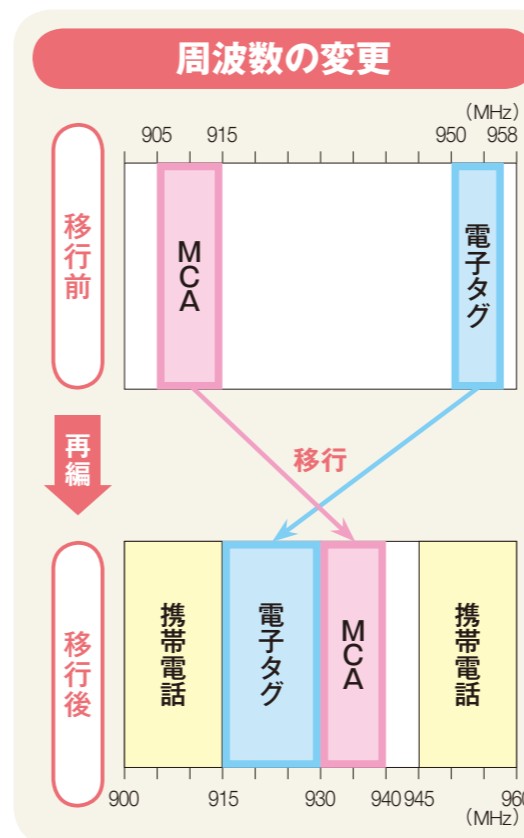 周波数の変更
(MHz)
905 915 950 958
移行前
MCA
電子タグ
再編
移行
移行後
携帯電話
電子タグ
MCA
携帯電話
900 915 930 940 945 960
(MHz)